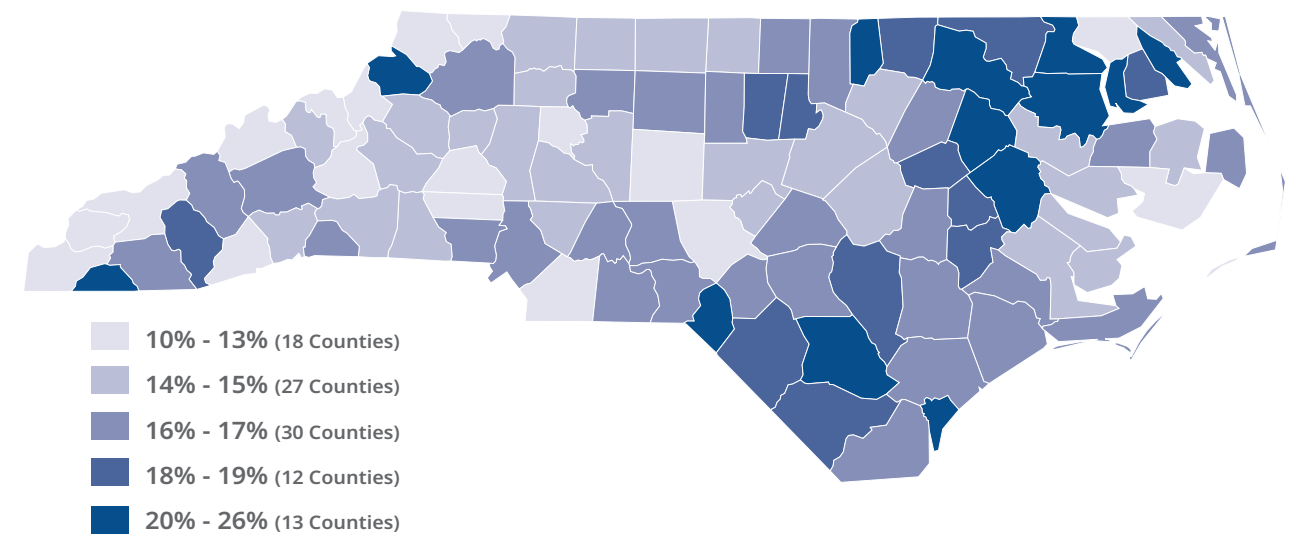 10% - 13% (18 Counties)
14% - 15% (27 Counties)
16% - 17% (30 Counties)
18% - 19% (12 Counties)
20% - 26% (13 Counties)